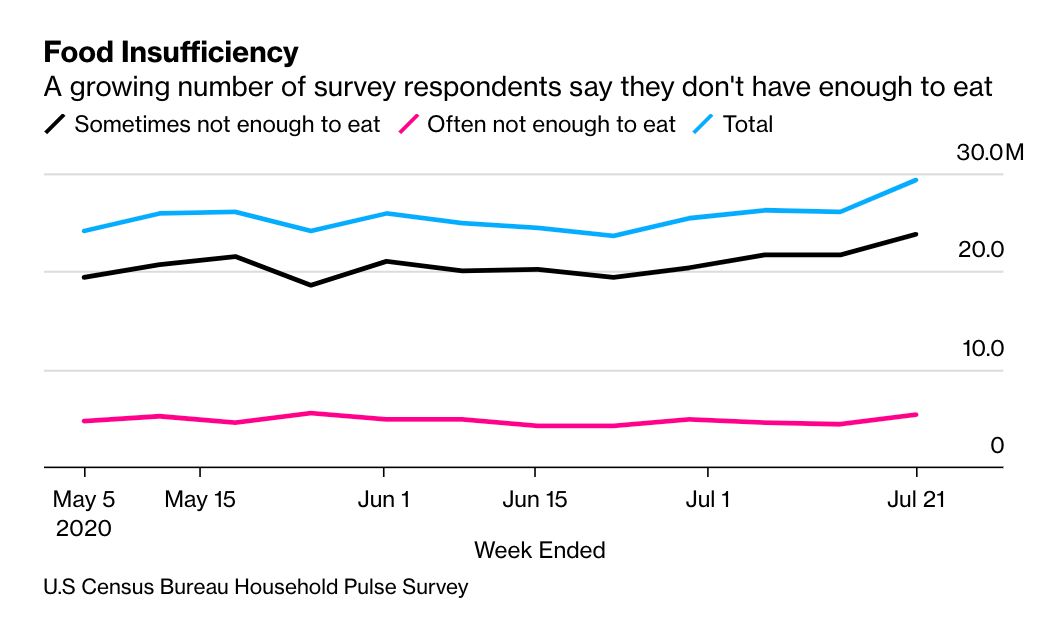 Food Insufficiency
A growing number of survey respondents say they don't have enough to eat
Sometimes not enough to eat Often not enough to eat Total
30.0M
20.0
10.0
0
May 5 May 15 Jun 1 Jun 15 Jul 1 Jul 21
2020
Week Ended
U.S Census Bureau Household Pulse Survey